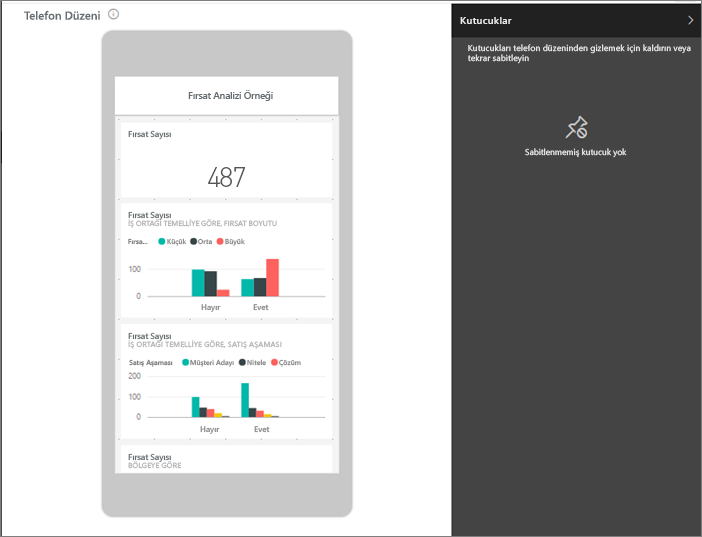 Telefon Düzeni
Fırsat Analizi Örneği
Fırsat Sayısı
487
Fırsat Sayısı
İŞ ORTAĞI TEMELLİYE GÖRE, FIRSAT BOYUTU
Fırsa... Küçük Orta Büyük
100
0
Hayır Evet
Fırsat Sayısı
İŞ ORTAĞI TEMELLİYE GÖRE, SATIŞ AŞAMASI
Satış Aşaması Müşteri Adayı Nitele Çözüm
200
100
0
Hayır Evet
Fırsat Sayısı
BÖLGEYE GÖRE
Kutucuklar
Kutucukları telefon düzeninden gizlemek için kaldırın veya
tekrar sabitleyin
Sabitlenmemiş kutucuk yok